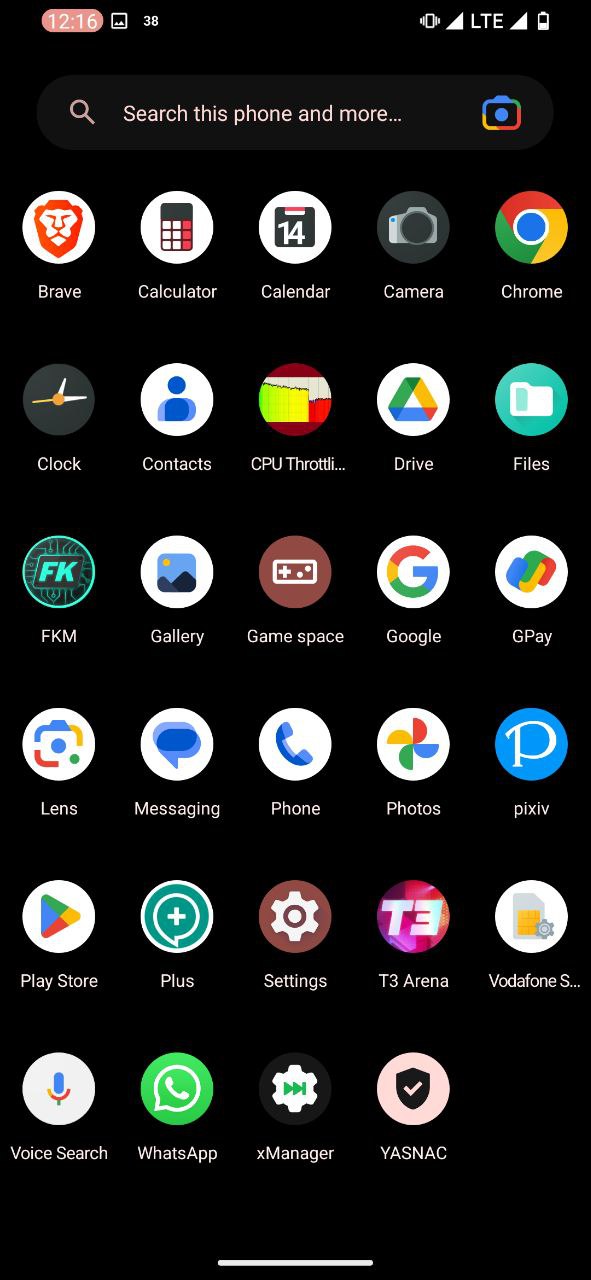 12:16 38 LTE
Search this phone and more...
14
Brave Calculator Calendar Camera Chrome
Clock Contacts CPU Throttli... Drive Files
FK
FKM Gallery Game space Google GPay
Lens Messaging Phone Photos pixiv
T3
Play Store Plus Settings T3 Arena Vodafone S...
Voice Search WhatsApp xManager YASNAC